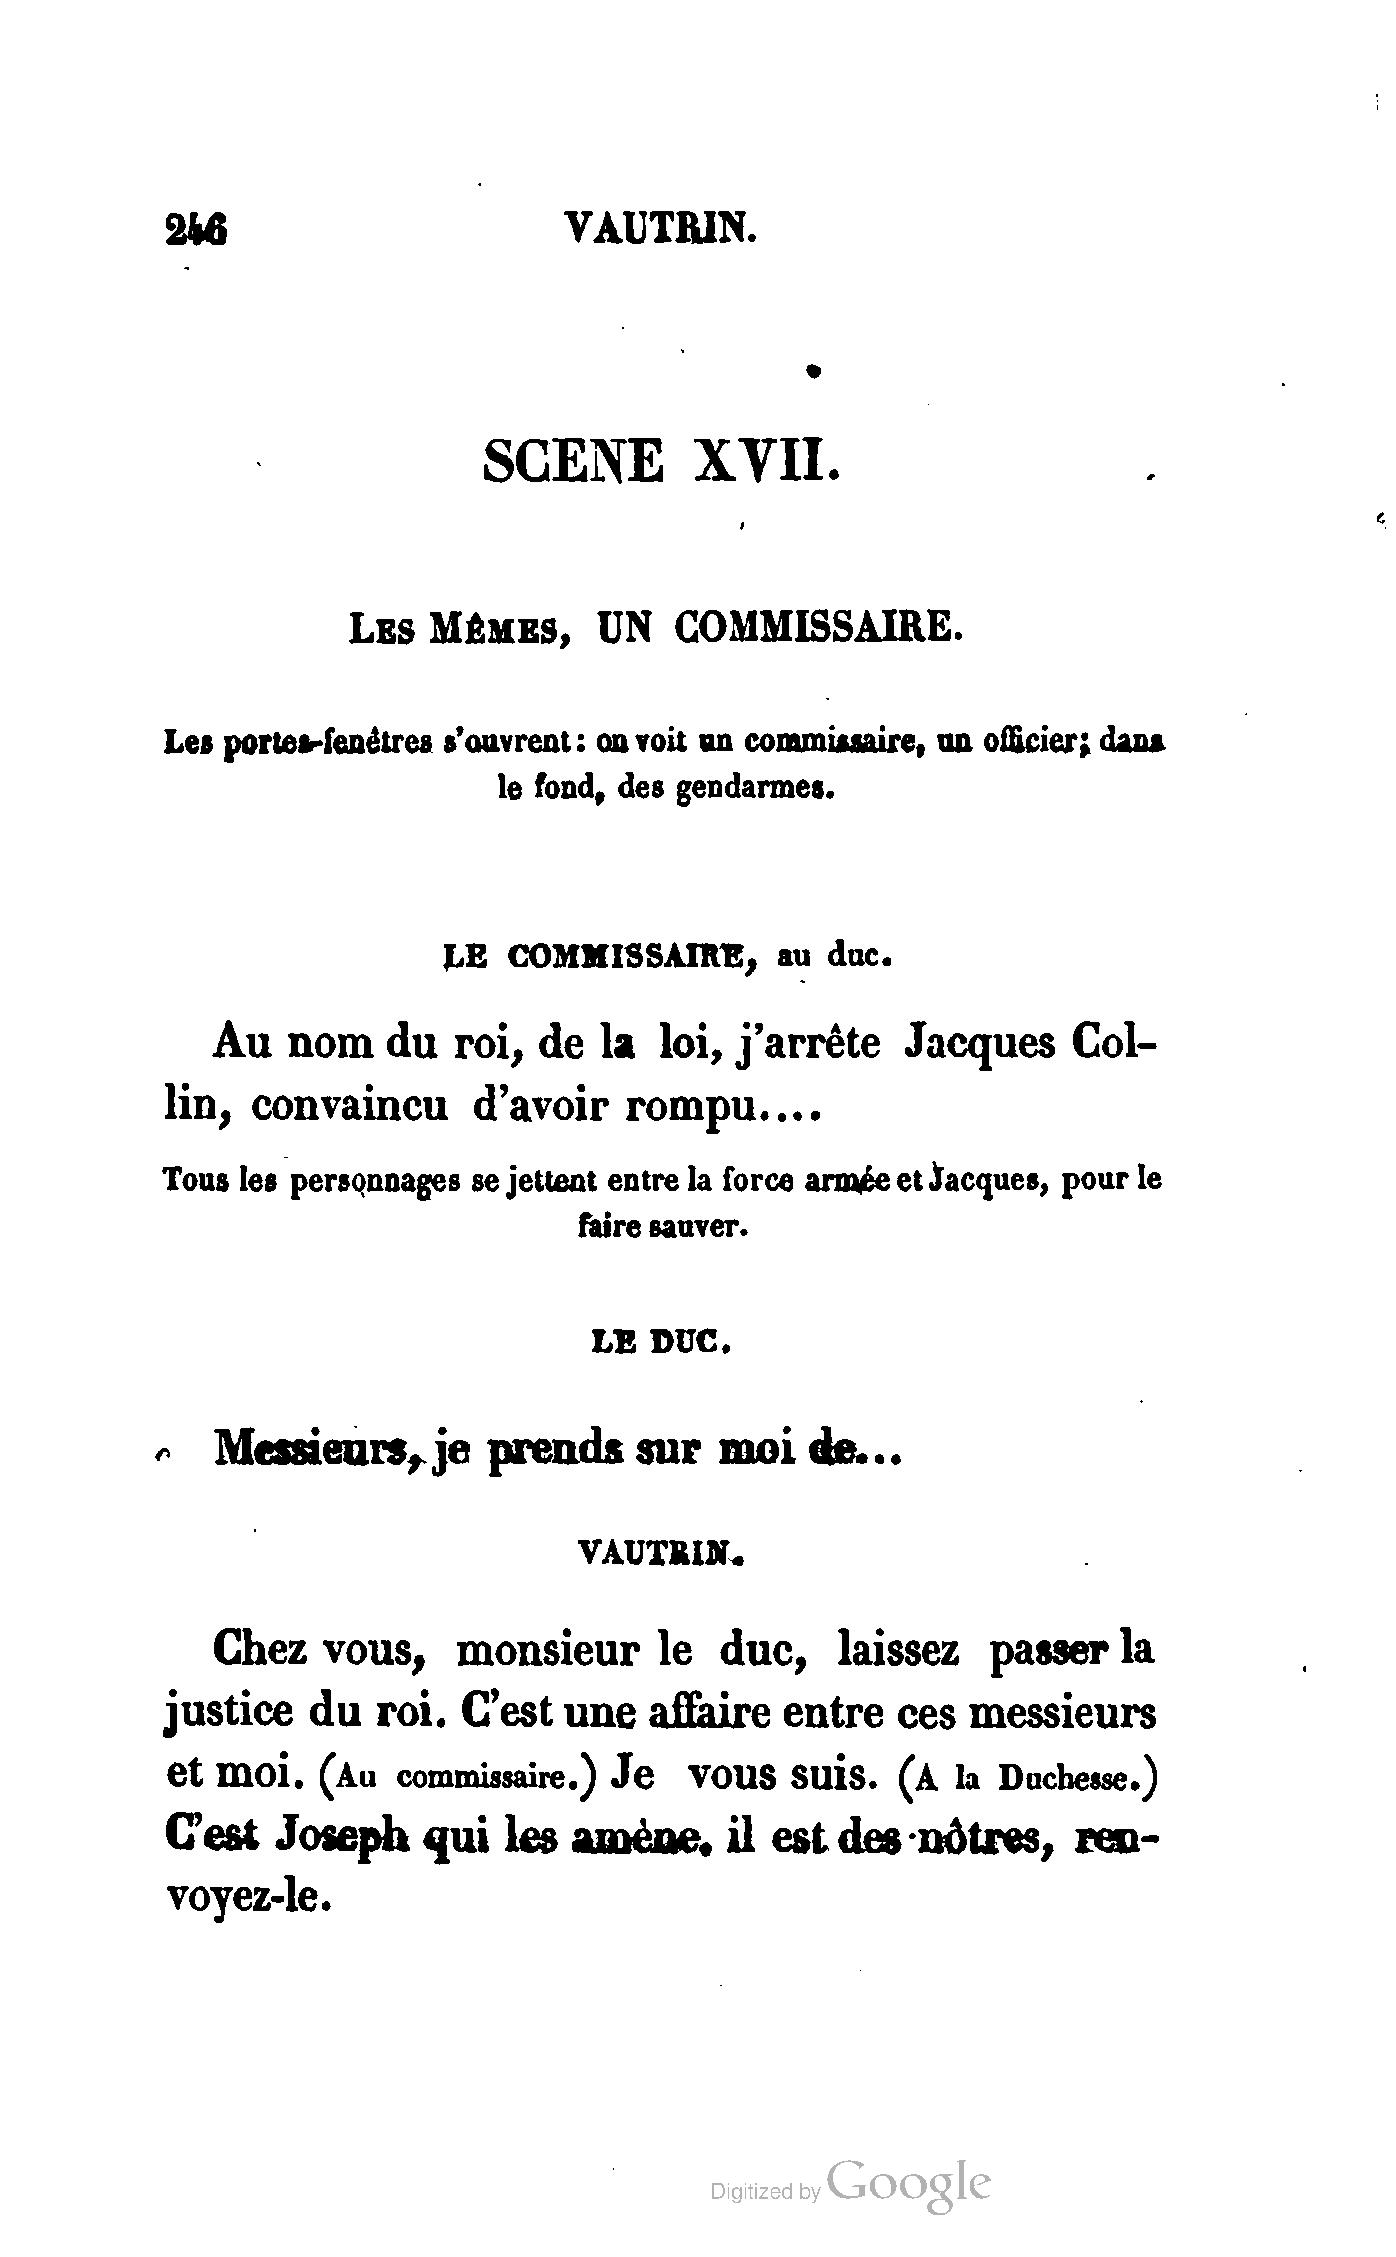 246 VAUTRIN.
SCENE XVII.
LES MÊMES, UN COMMISSAIRE.
Les portes-fenêtres s'ouvrent : on voit un commissaire, un officier; dans
le fond, des gendarmes.
LE COMMISSAIRE, au duc.
Au nom du roi, de la loi, j'arrête Jacques Col-
lin, convaincu d'avoir rompu....
Tous les personnages se jettent entre la force armée et Jacques, pour le
faire sauver.
LE DUC.
Messieurs, je prends sur moi de...
VAUTRIN.
Chez vous, monsieur le duc, laissez passer la
justice du roi. C'est une affaire entre ces messieurs
et moi. (Au commissaire.) Je vous suis. (A la Duchesse.)
C'est Joseph qui les amène, il est des nôtres, ren-
voyez-le.
Digitized by Google